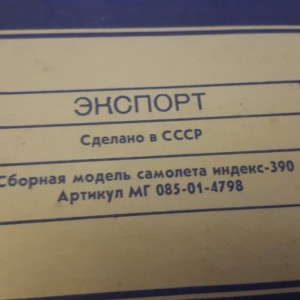 ЭКСПОРТ
Сделано в СССР
Сборная модель самолета индекс-390
Артикул МГ 085-01-4798